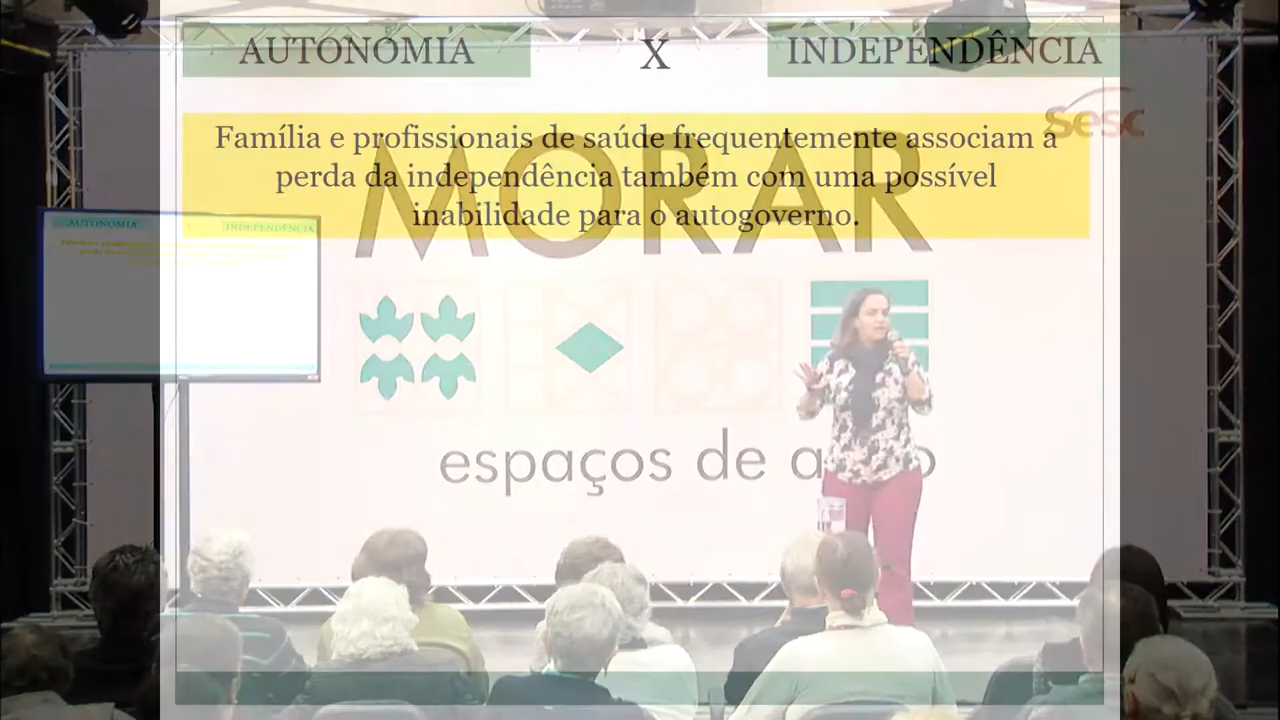 AUTONOMIA X INDEPENDÊNCIA
sesc
Família e profissionais de saúde frequentemente associam a
perda da independência também com uma possível
inabilidade para o autogoverno.
MORAR
AUTONOMIA INDEPENDÊNCIA
espaços de